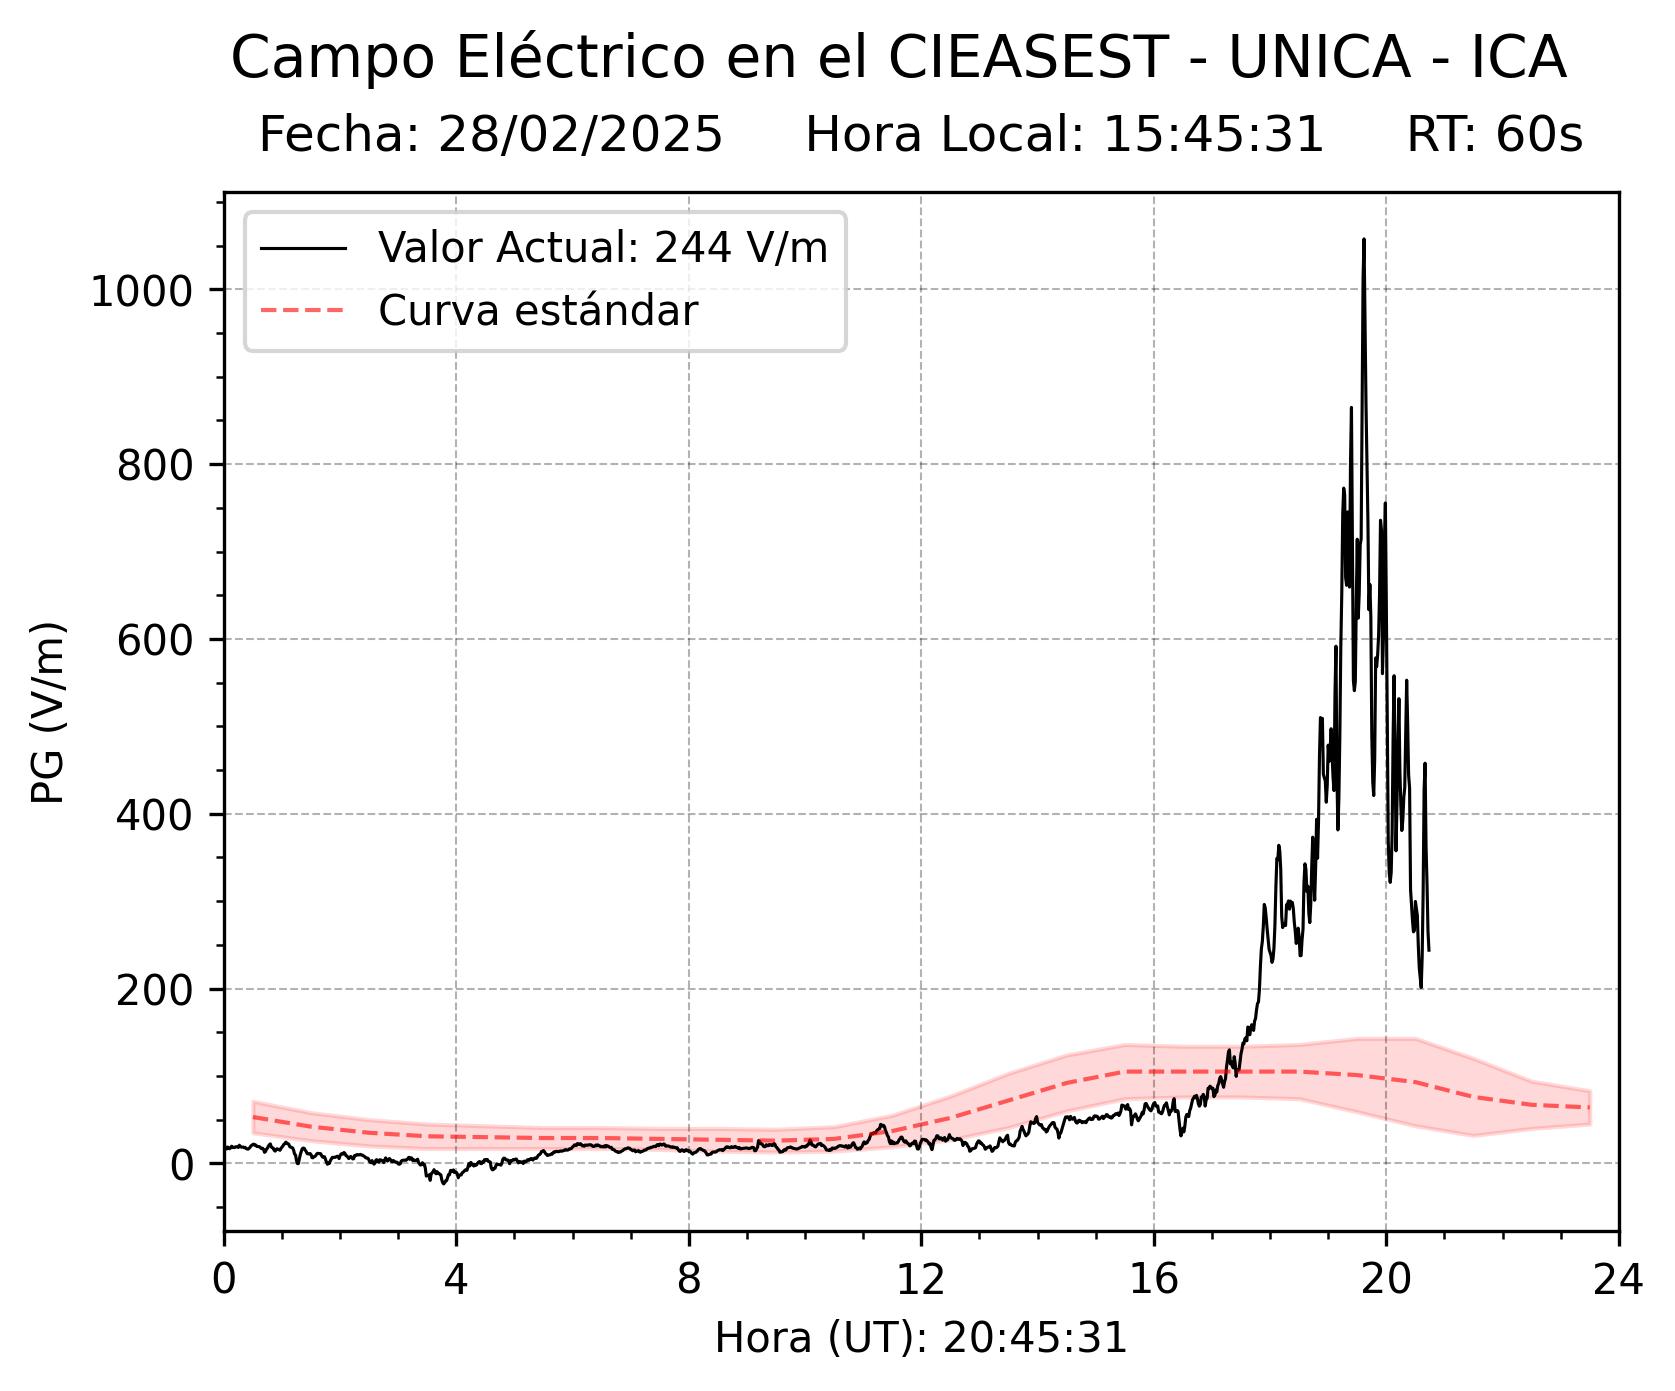 Campo Eléctrico en el CIEASEST - UNICA - ICA
Fecha: 28/02/2025 Hora Local: 15:45:31 RT: 60s
Valor Actual: 244 V/m
Curva estándar
PG (V/m)
1000
800
600
400
200
0
0 4 8 12 16 20 24
Hora (UT): 20:45:31